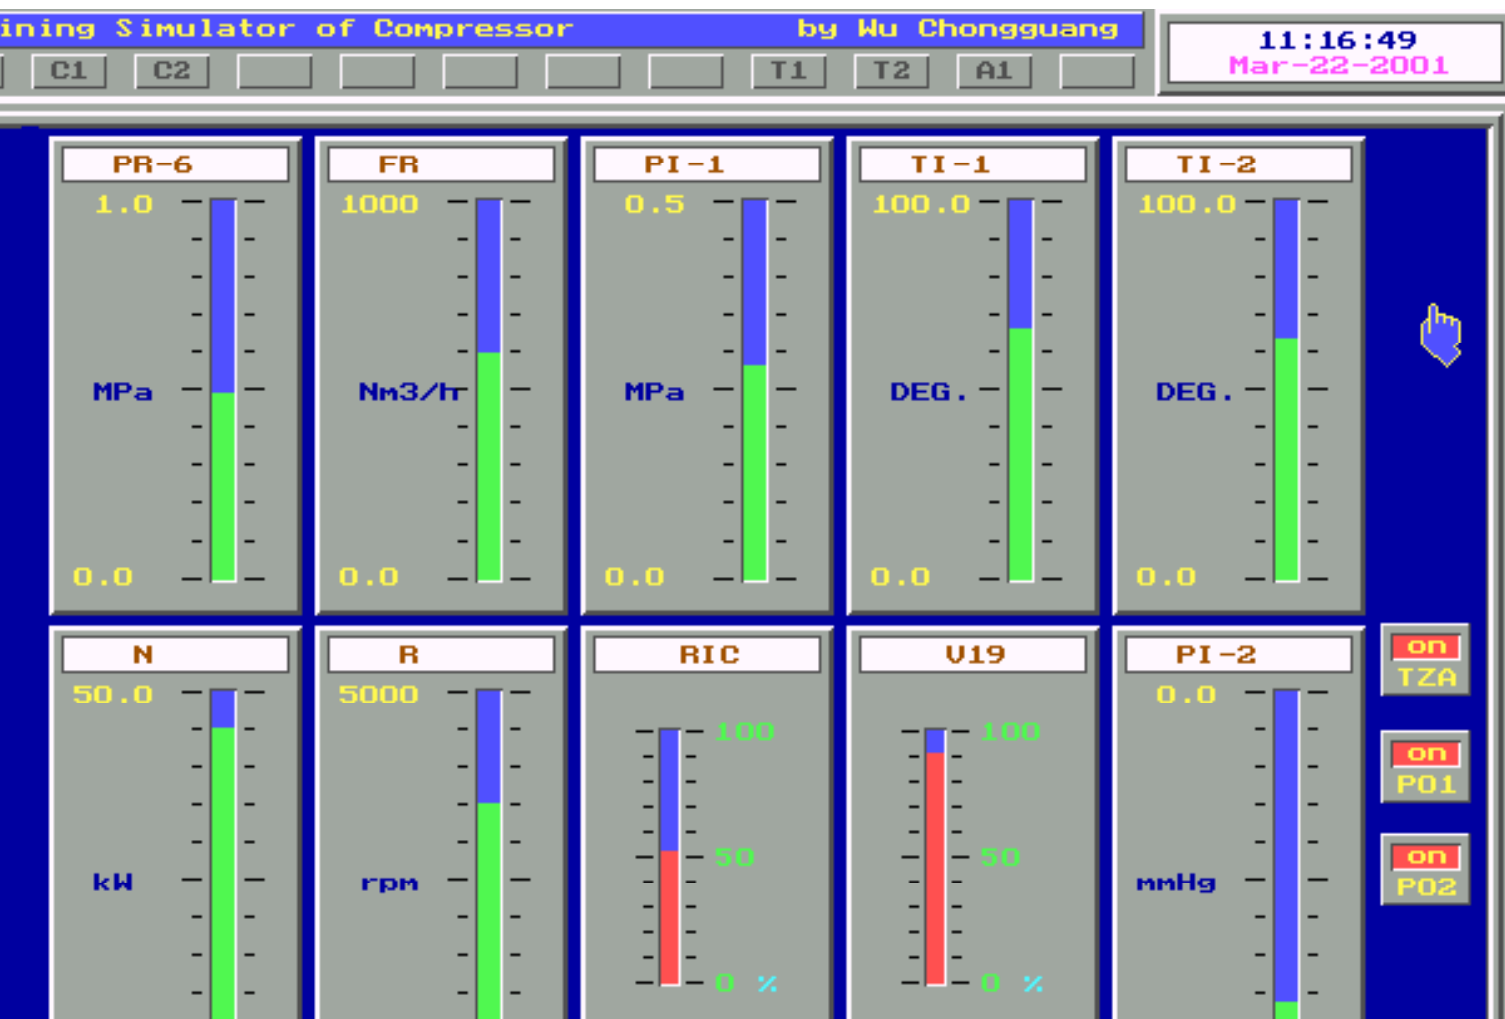 ining Simulator of Compressor by Wu Chongguang
11:16:49
Mar-22-2001
C1 C2 T1 T2 A1
PR-6 FR PI-1 TI-1 TI-2
1.0 1000 0.5 100.0 100.0
MPa Nm3/h MPa DEG. DEG.
0.0 0.0 0.0 0.0 0.0
N R RIC V19 PI-2
on
TZA
50.0 5000 0.0
100 100
on
PO1
50 50
on
PO2
kW rpm mmHg
0 % 0 %